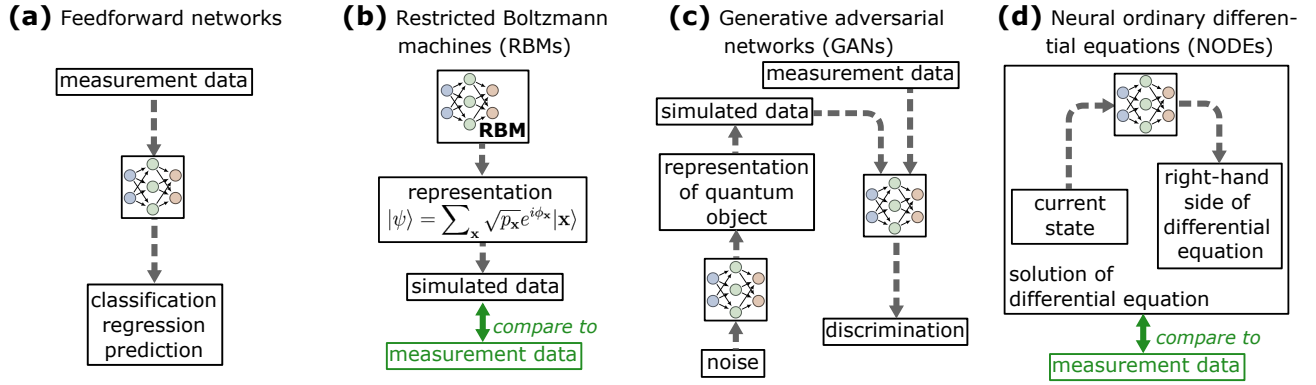 (a) Feedforward networks
measurement data
classification
regression
prediction
(b) Restricted Boltzmann
machines (RBMs)
RBM
representation
|ψ⟩ = ∑ₓ √pₓ e^{iϕₓ}|x⟩
simulated data
compare to
measurement data
(c) Generative adversarial
networks (GANs)
measurement data
simulated data
representation
of quantum
object
noise
discrimination
(d) Neural ordinary differen-
tial equations (NODEs)
current
state
right-hand
side of
differential
equation
solution of
differential equation
compare to
measurement data